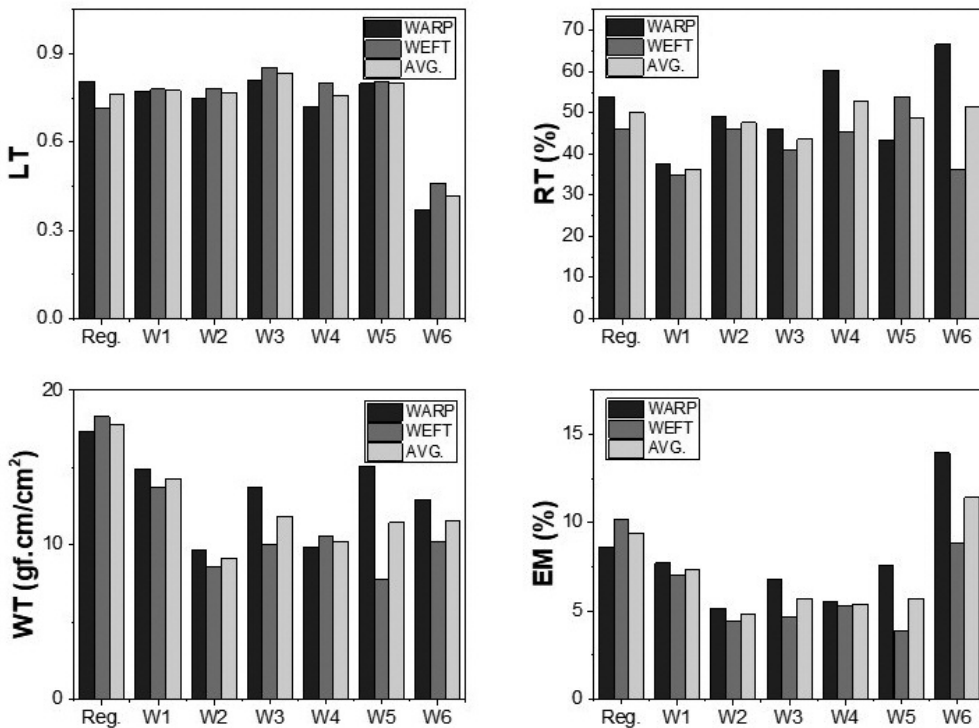 WARP
WEFT
AVG.
0.9
0.6
0.3
0.0
LT
Reg. W1 W2 W3 W4 W5 W6
WARP
WEFT
AVG.
70
60
50
40
30
20
10
0
RT (%)
Reg. W1 W2 W3 W4 W5 W6
WARP
WEFT
AVG.
20
10
0
WT (gf.cm/cm²)
Reg. W1 W2 W3 W4 W5 W6
WARP
WEFT
AVG.
15
10
5
0
EM (%)
Reg. W1 W2 W3 W4 W5 W6